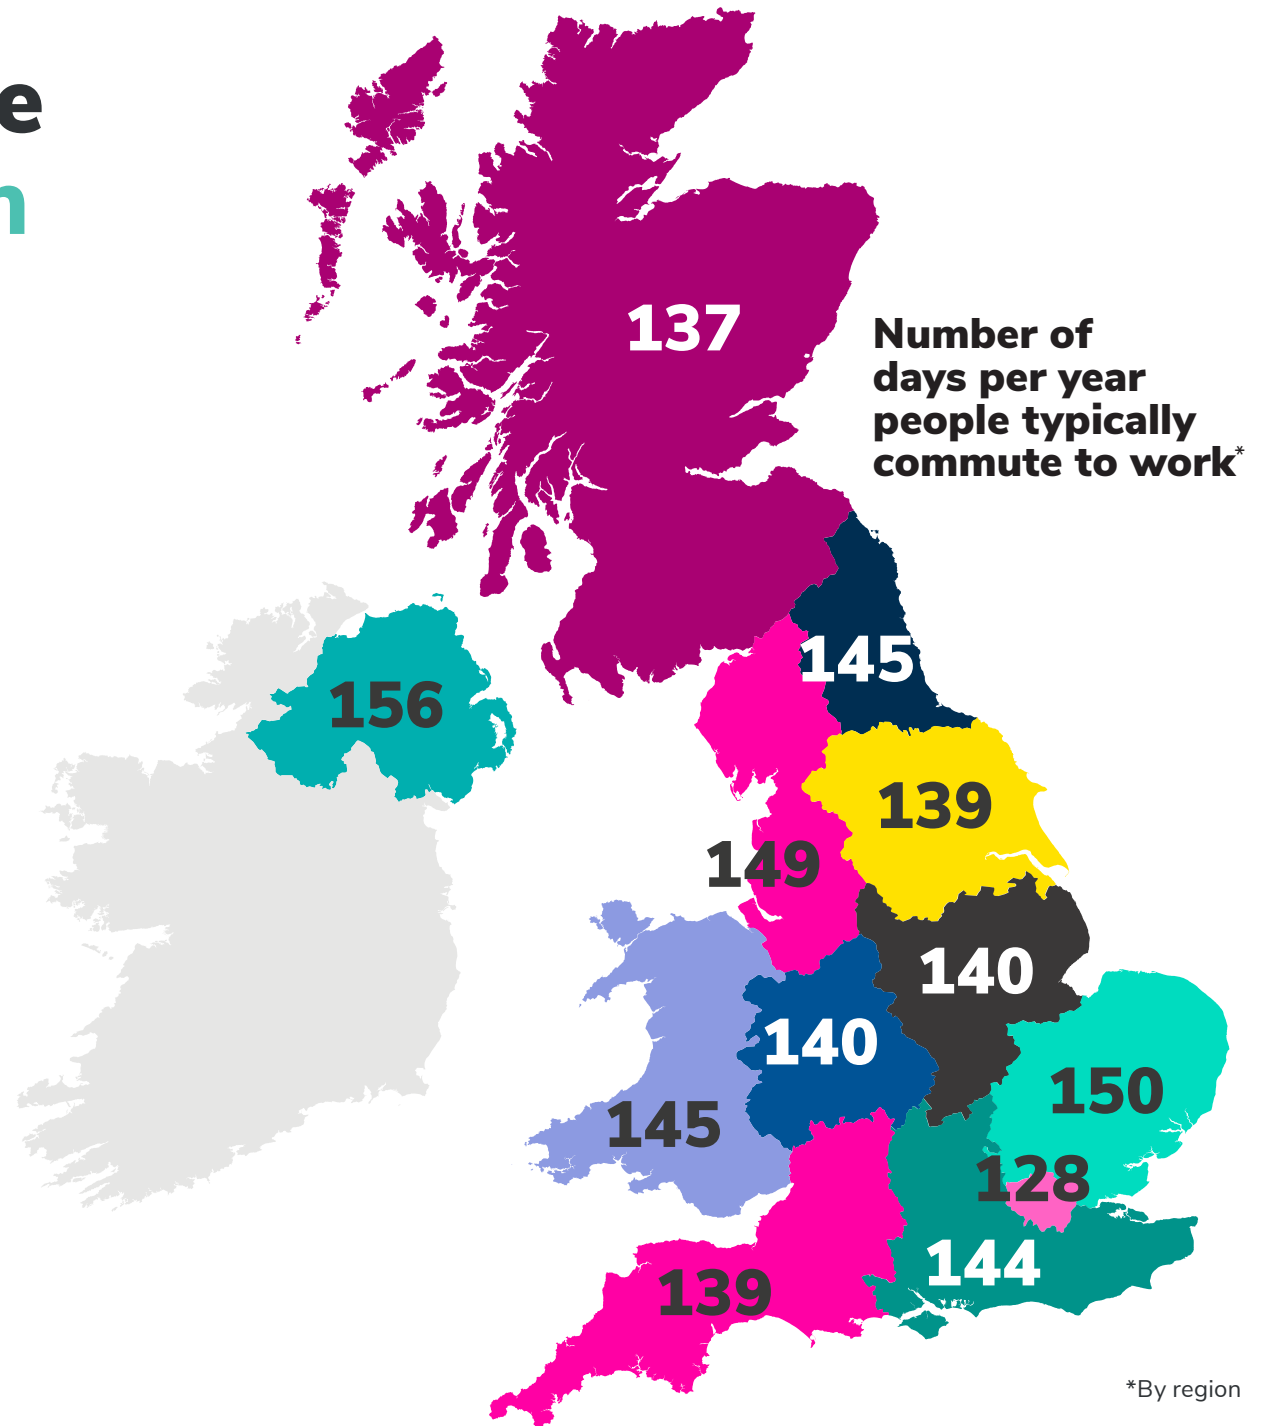 e
n
137
Number of
days per year
people typically
commute to work*
145
156
139
149
140
140
150
145
128
144
139
*By region